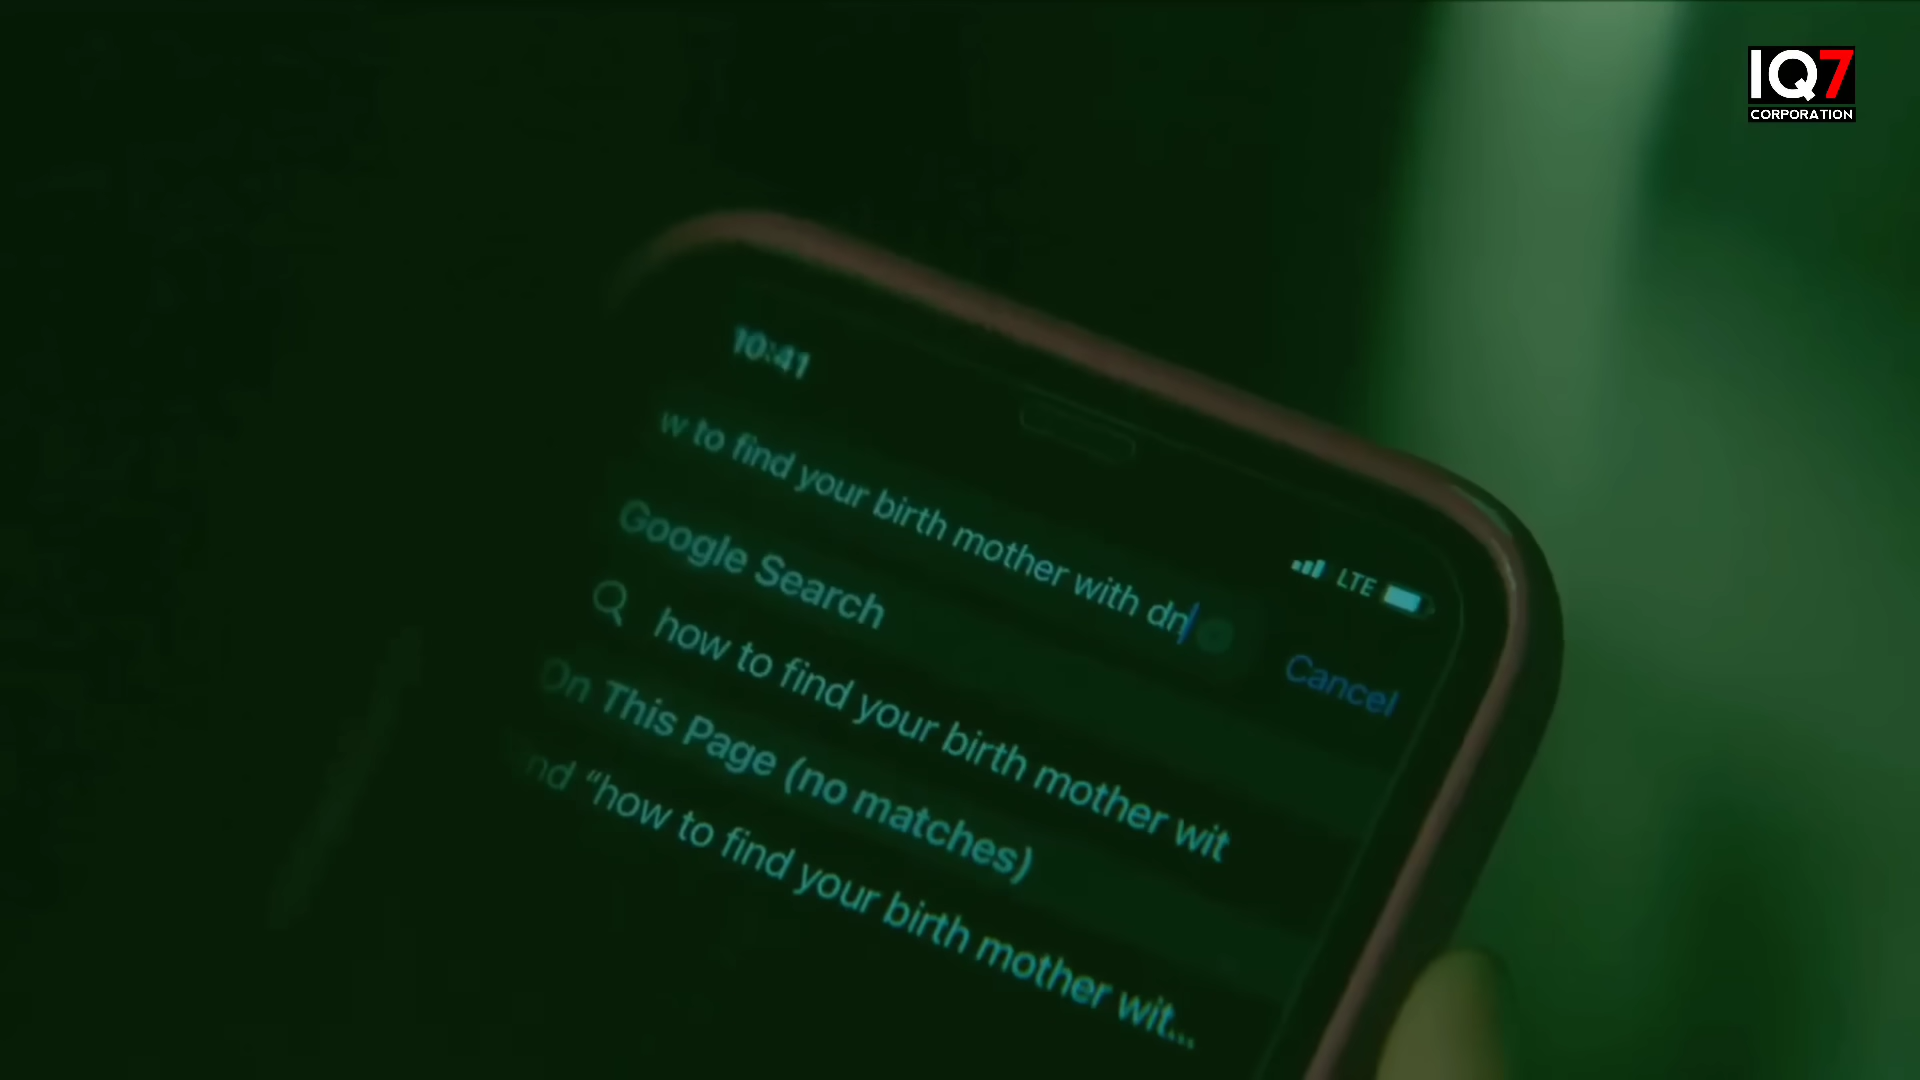 IQ7
CORPORATION
10:41
LTE
w to find your birth mother with dn
Cancel
Google Search
how to find your birth mother wit
On This Page (no matches)
nd “how to find your birth mother wit...